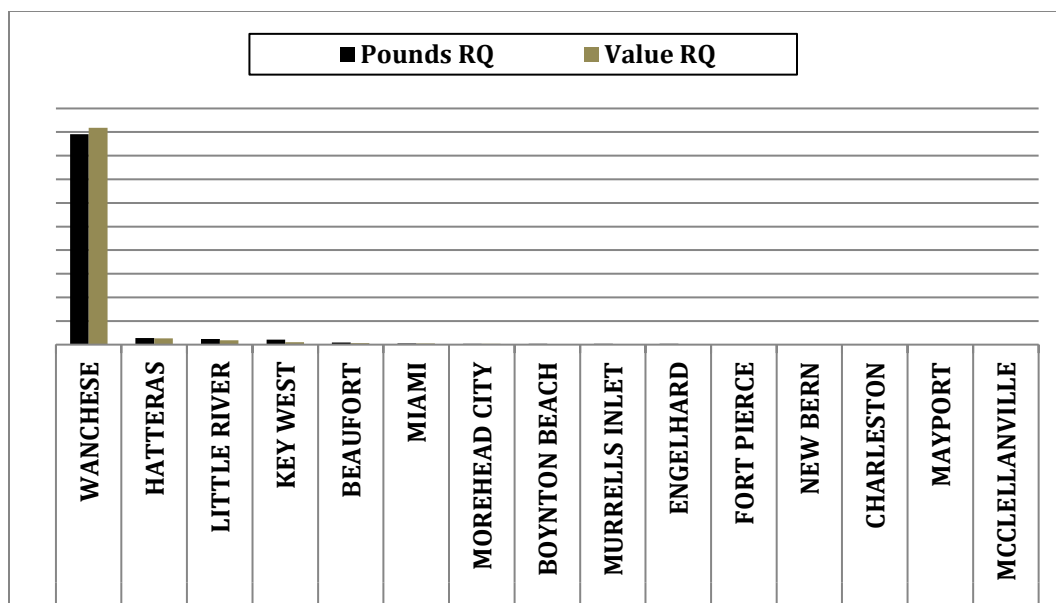 Pounds RQ
Value RQ
WANCHESE
HATTERAS
LITTLE RIVER
KEY WEST
BEAUFORT
MIAMI
MOREHEAD CITY
BOYNTON BEACH
MURRELLS INLET
ENGELHARD
FORT PIERCE
NEW BERN
CHARLESTON
MAYPORT
MCCLELLANVILLE